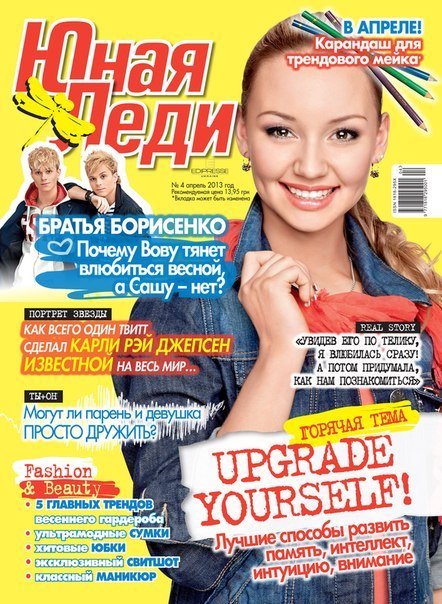 Юная
Леди
В АПРЕЛЕ!
Карандаш для
трендового мейка*
EDIPRESSE
UKRAINE
№ 4 апрель 2013 год
Рекомендуемая цена 13,95 грн
*Вкладка может быть изменена
БРАТЬЯ БОРИСЕНКО
Почему Вову тянет
влюбиться весной,
а Сашу – нет?
ПОРТРЕТ ЗВЕЗДЫ
КАК ВСЕГО ОДИН ТВИТТ
СДЕЛАЛ КАРЛИ РЭЙ ДЖЕПСЕН
ИЗВЕСТНОЙ НА ВЕСЬ МИР...
REAL STORY
«УВИДЕВ ЕГО ПО ТЕЛИКУ,
Я ВЛЮБИЛАСЬ СРАЗУ!
А ПОТОМ ПРИДУМАЛА,
КАК НАМ ПОЗНАКОМИТЬСЯ»
ТЫ+ОН
Могут ли парень и девушка
ПРОСТО ДРУЖИТЬ?
ГОРЯЧАЯ ТЕМА
UPGRADE
YOURSELF!
Лучшие способы развить
память, интеллект,
интуицию, внимание
Fashion
& Beauty
• 5 ГЛАВНЫХ ТРЕНДОВ
весеннего гардероба
• ультрамодные СУМКИ
• хитовые ЮБКИ
• эксклюзивный СВИТШОТ
• классный МАНИКЮР